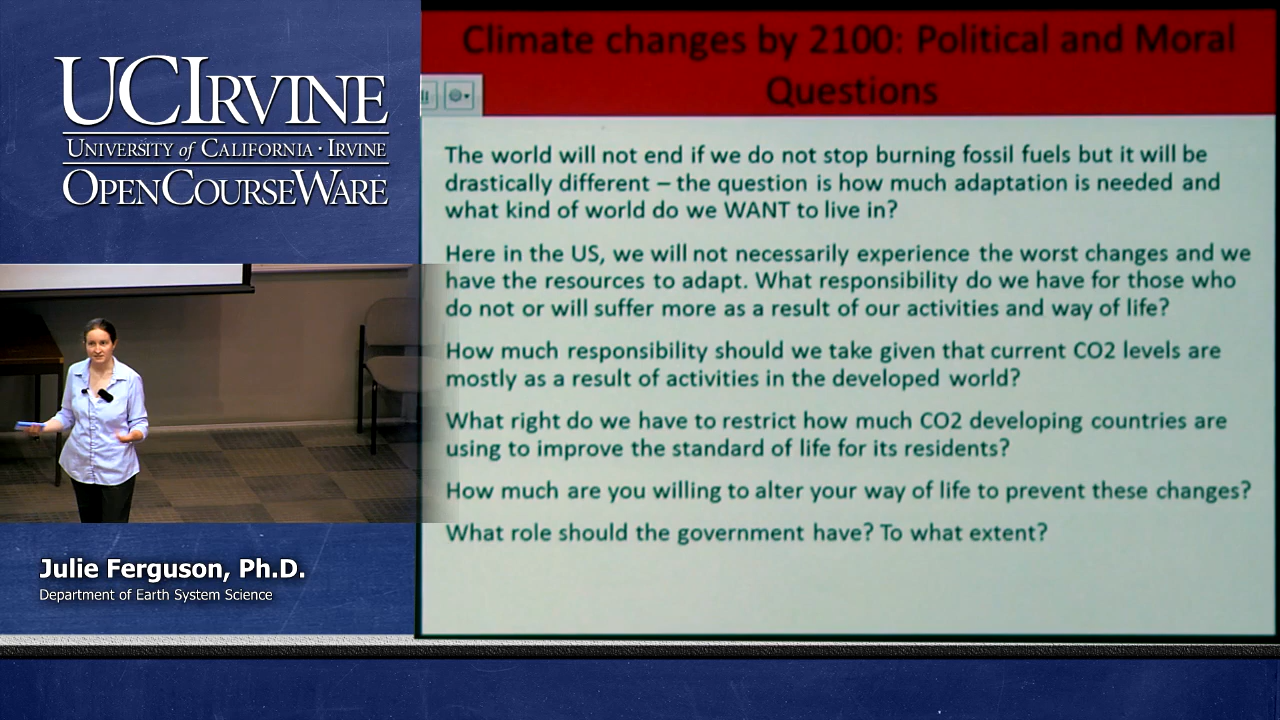 UCIRVINE
UNIVERSITY of CALIFORNIA · IRVINE
OPENCOURSEWARE
Climate changes by 2100: Political and Moral
Questions
The world will not end if we do not stop burning fossil fuels but it will be
drastically different – the question is how much adaptation is needed and
what kind of world do we WANT to live in?
Here in the US, we will not necessarily experience the worst changes and we
have the resources to adapt. What responsibility do we have for those who
do not or will suffer more as a result of our activities and way of life?
How much responsibility should we take given that current CO2 levels are
mostly as a result of activities in the developed world?
What right do we have to restrict how much CO2 developing countries are
using to improve the standard of life for its residents?
How much are you willing to alter your way of life to prevent these changes?
What role should the government have? To what extent?
Julie Ferguson, Ph.D.
Department of Earth System Science